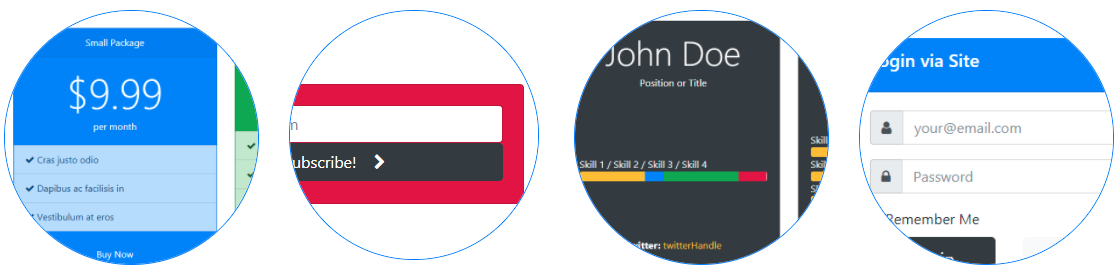 Small Package
$9.99
per month
Cras justo odio
Dapibus ac facilisis in
Vestibulum at eros
Buy Now
ubscribe!
John Doe
Position or Title
Skill 1 / Skill 2 / Skill 3 / Skill 4
witter: twitterHandle
Skil
ogin via Site
your@email.com
Password
Remember Me